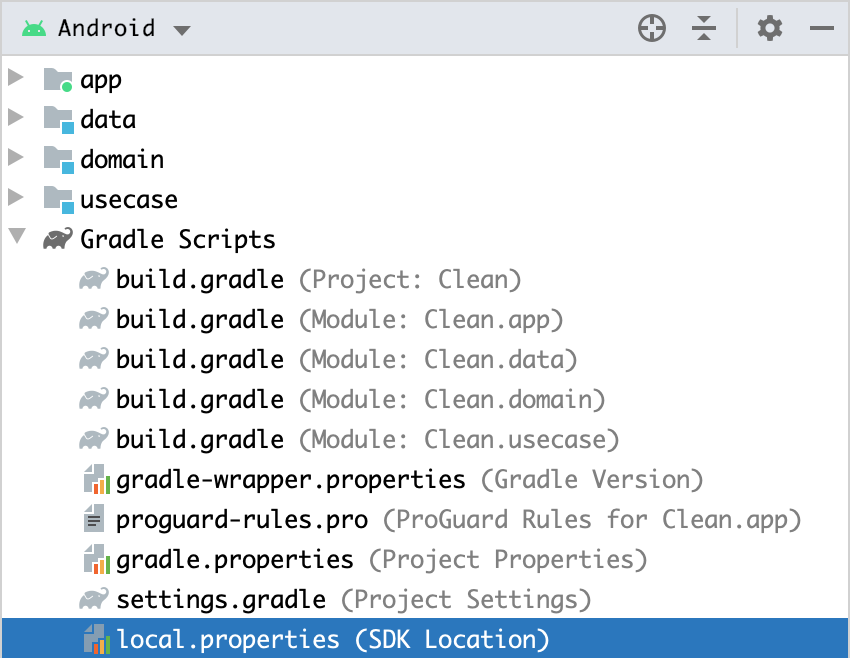 Android
app
data
domain
usecase
Gradle Scripts
build.gradle (Project: Clean)
build.gradle (Module: Clean.app)
build.gradle (Module: Clean.data)
build.gradle (Module: Clean.domain)
build.gradle (Module: Clean.usecase)
gradle-wrapper.properties (Gradle Version)
proguard-rules.pro (ProGuard Rules for Clean.app)
gradle.properties (Project Properties)
settings.gradle (Project Settings)
local.properties (SDK Location)